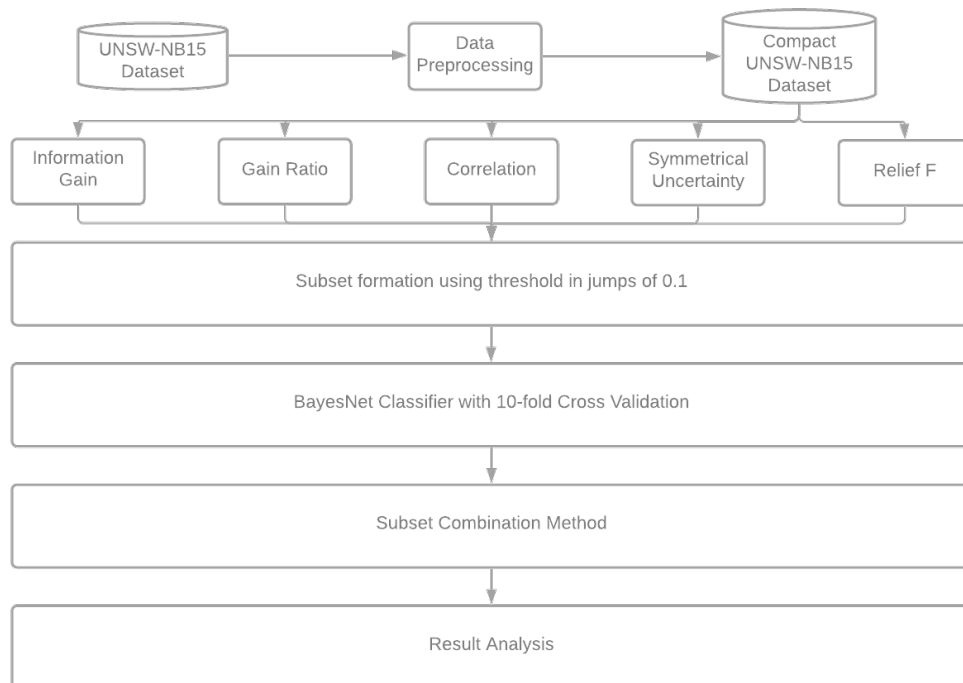 UNSW-NB15
Dataset
Data
Preprocessing
Compact
UNSW-NB15
Dataset
Information
Gain
Gain Ratio
Correlation
Symmetrical
Uncertainty
Relief F
Subset formation using threshold in jumps of 0.1
BayesNet Classifier with 10-fold Cross Validation
Subset Combination Method
Result Analysis